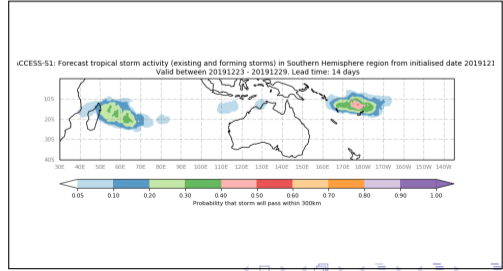 ACCESS-S1: Forecast tropical storm activity (existing and forming storms) in Southern Hemisphere region from initialised date 201912
Valid between 20191223 - 20191229. Lead time: 14 days
10S
20S
30S
40S
30E 40E 50E 60E 70E 80E 90E 100E 110E 120E 130E 140E 150E 160E 170E 180W 170W 160W 150W 140W
0.05 0.10 0.20 0.30 0.40 0.50 0.60 0.70 0.80 0.90 1.00
Probability that storm will pass within 300km